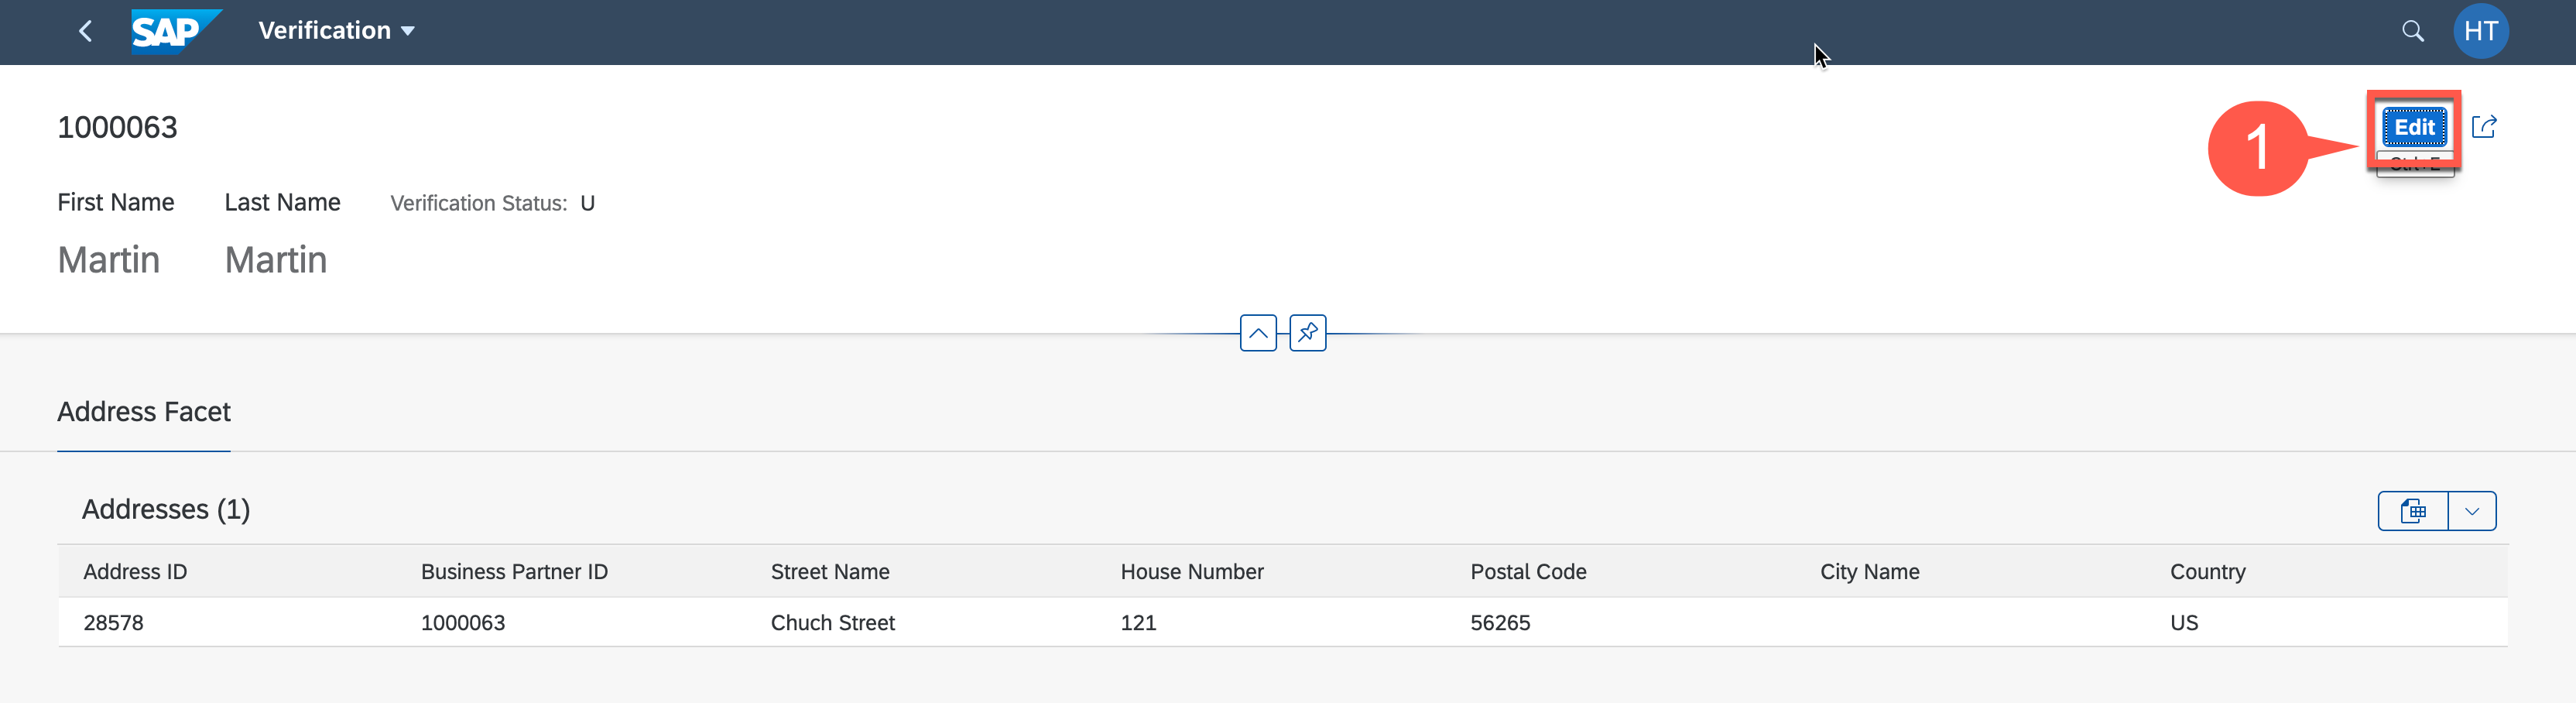 SAP Verification HT
1000063 1 Edit
Ctrl+E
First Name Last Name Verification Status: U
Martin Martin
Address Facet
Addresses (1)
Address ID Business Partner ID Street Name House Number Postal Code City Name Country
28578 1000063 Chuch Street 121 56265 US